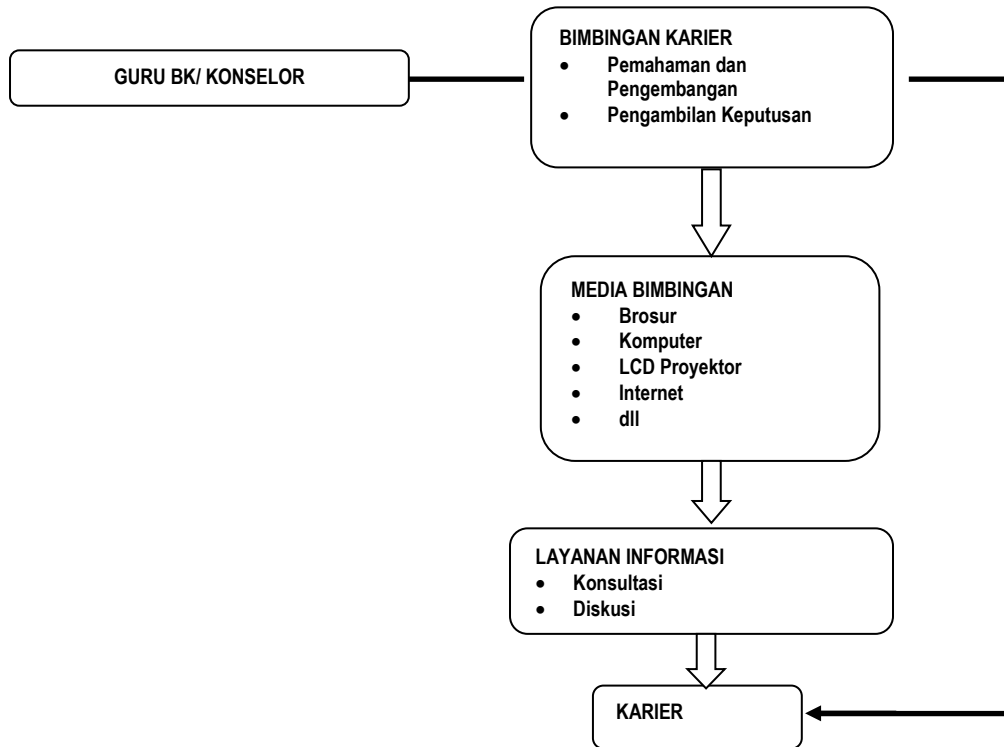 GURU BK/ KONSELOR
BIMBINGAN KARIER
• Pemahaman dan
Pengembangan
• Pengambilan Keputusan
MEDIA BIMBINGAN
• Brosur
• Komputer
• LCD Proyektor
• Internet
• dll
LAYANAN INFORMASI
• Konsultasi
• Diskusi
KARIER